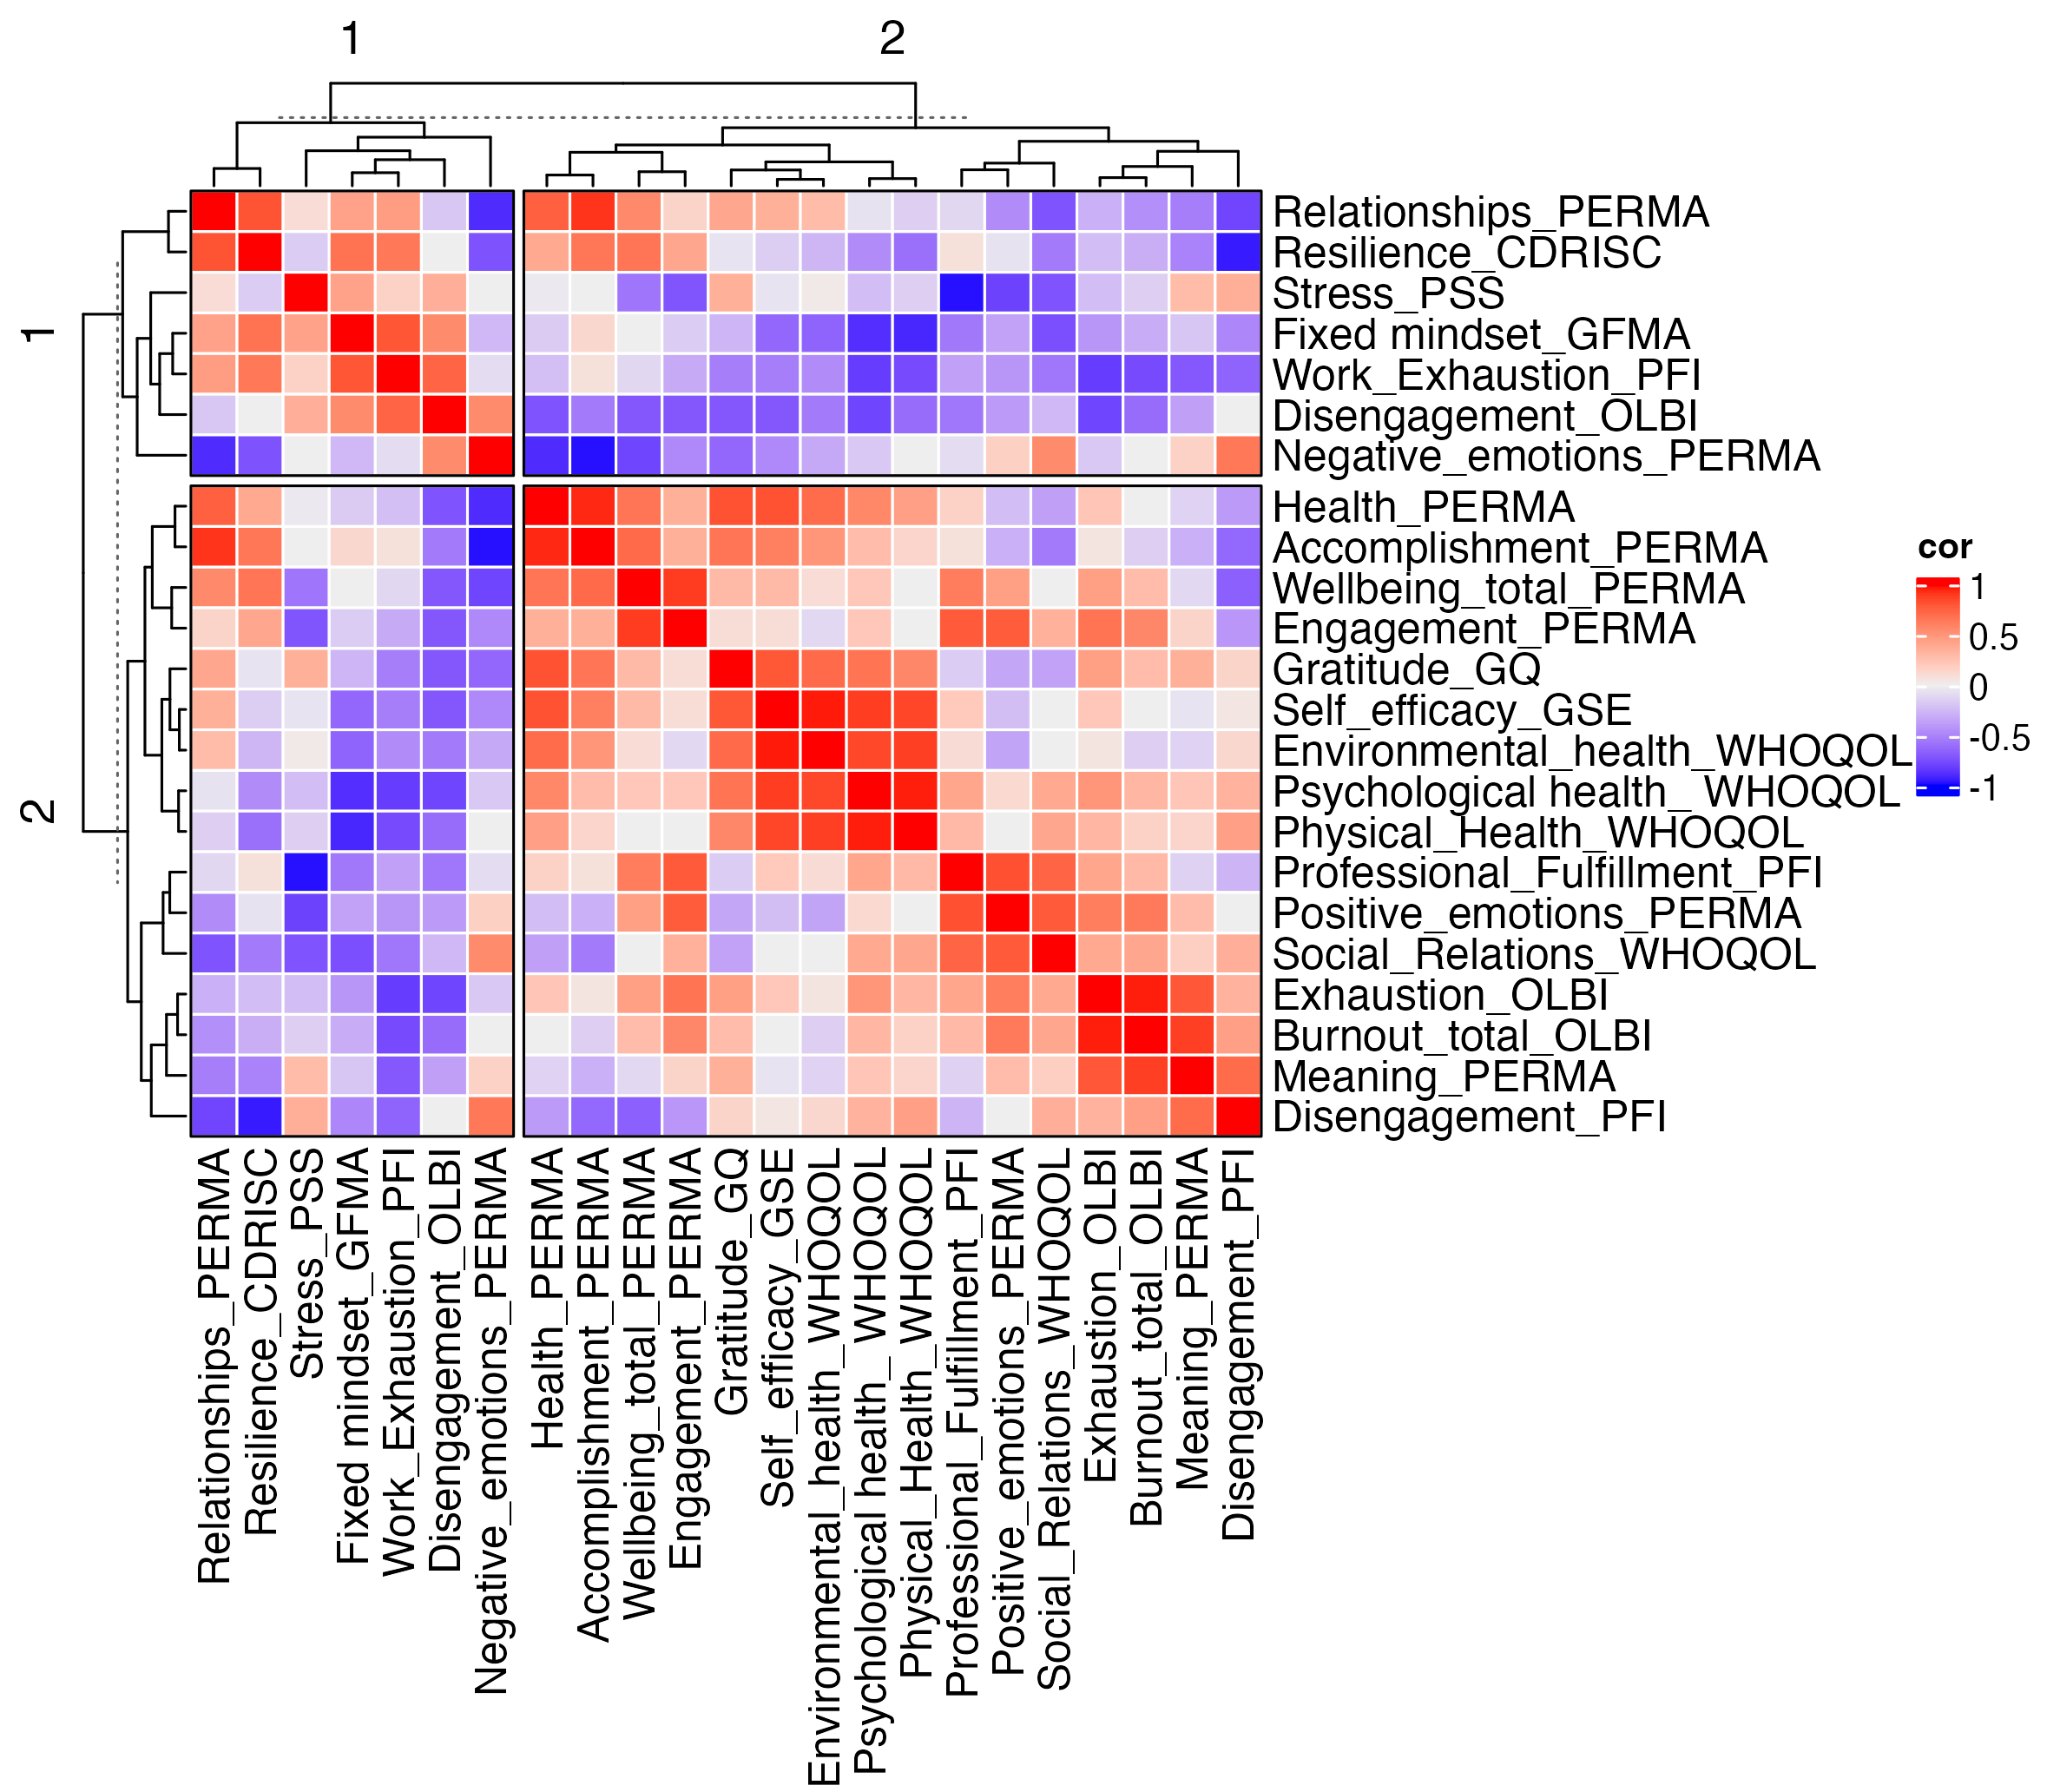 1
2
1
2
Relationships_PERMA
Resilience_CDRISC
Stress_PSS
Fixed mindset_GFMA
Work_Exhaustion_PFI
Disengagement_OLBI
Negative_emotions_PERMA
Health_PERMA
Accomplishment_PERMA
Wellbeing_total_PERMA
Engagement_PERMA
Gratitude_GQ
Self_efficacy_GSE
Environmental_health_WHOQOL
Psychological health_ WHOQOL
Physical_Health_WHOQOL
Professional_Fulfillment_PFI
Positive_emotions_PERMA
Social_Relations_WHOQOL
Exhaustion_OLBI
Burnout_total_OLBI
Meaning_PERMA
Disengagement_PFI
cor
1
0.5
0
-0.5
-1
Relationships_PERMA
Resilience_CDRISC
Stress_PSS
Fixed mindset_GFMA
Work_Exhaustion_PFI
Disengagement_OLBI
Negative_emotions_PERMA
Health_PERMA
Accomplishment_PERMA
Wellbeing_total_PERMA
Engagement_PERMA
Gratitude_GQ
Self_efficacy_GSE
Environmental_health_WHOQOL
Psychological health_ WHOQOL
Physical_Health_WHOQOL
Professional_Fulfillment_PFI
Positive_emotions_PERMA
Social_Relations_WHOQOL
Exhaustion_OLBI
Burnout_total_OLBI
Meaning_PERMA
Disengagement_PFI